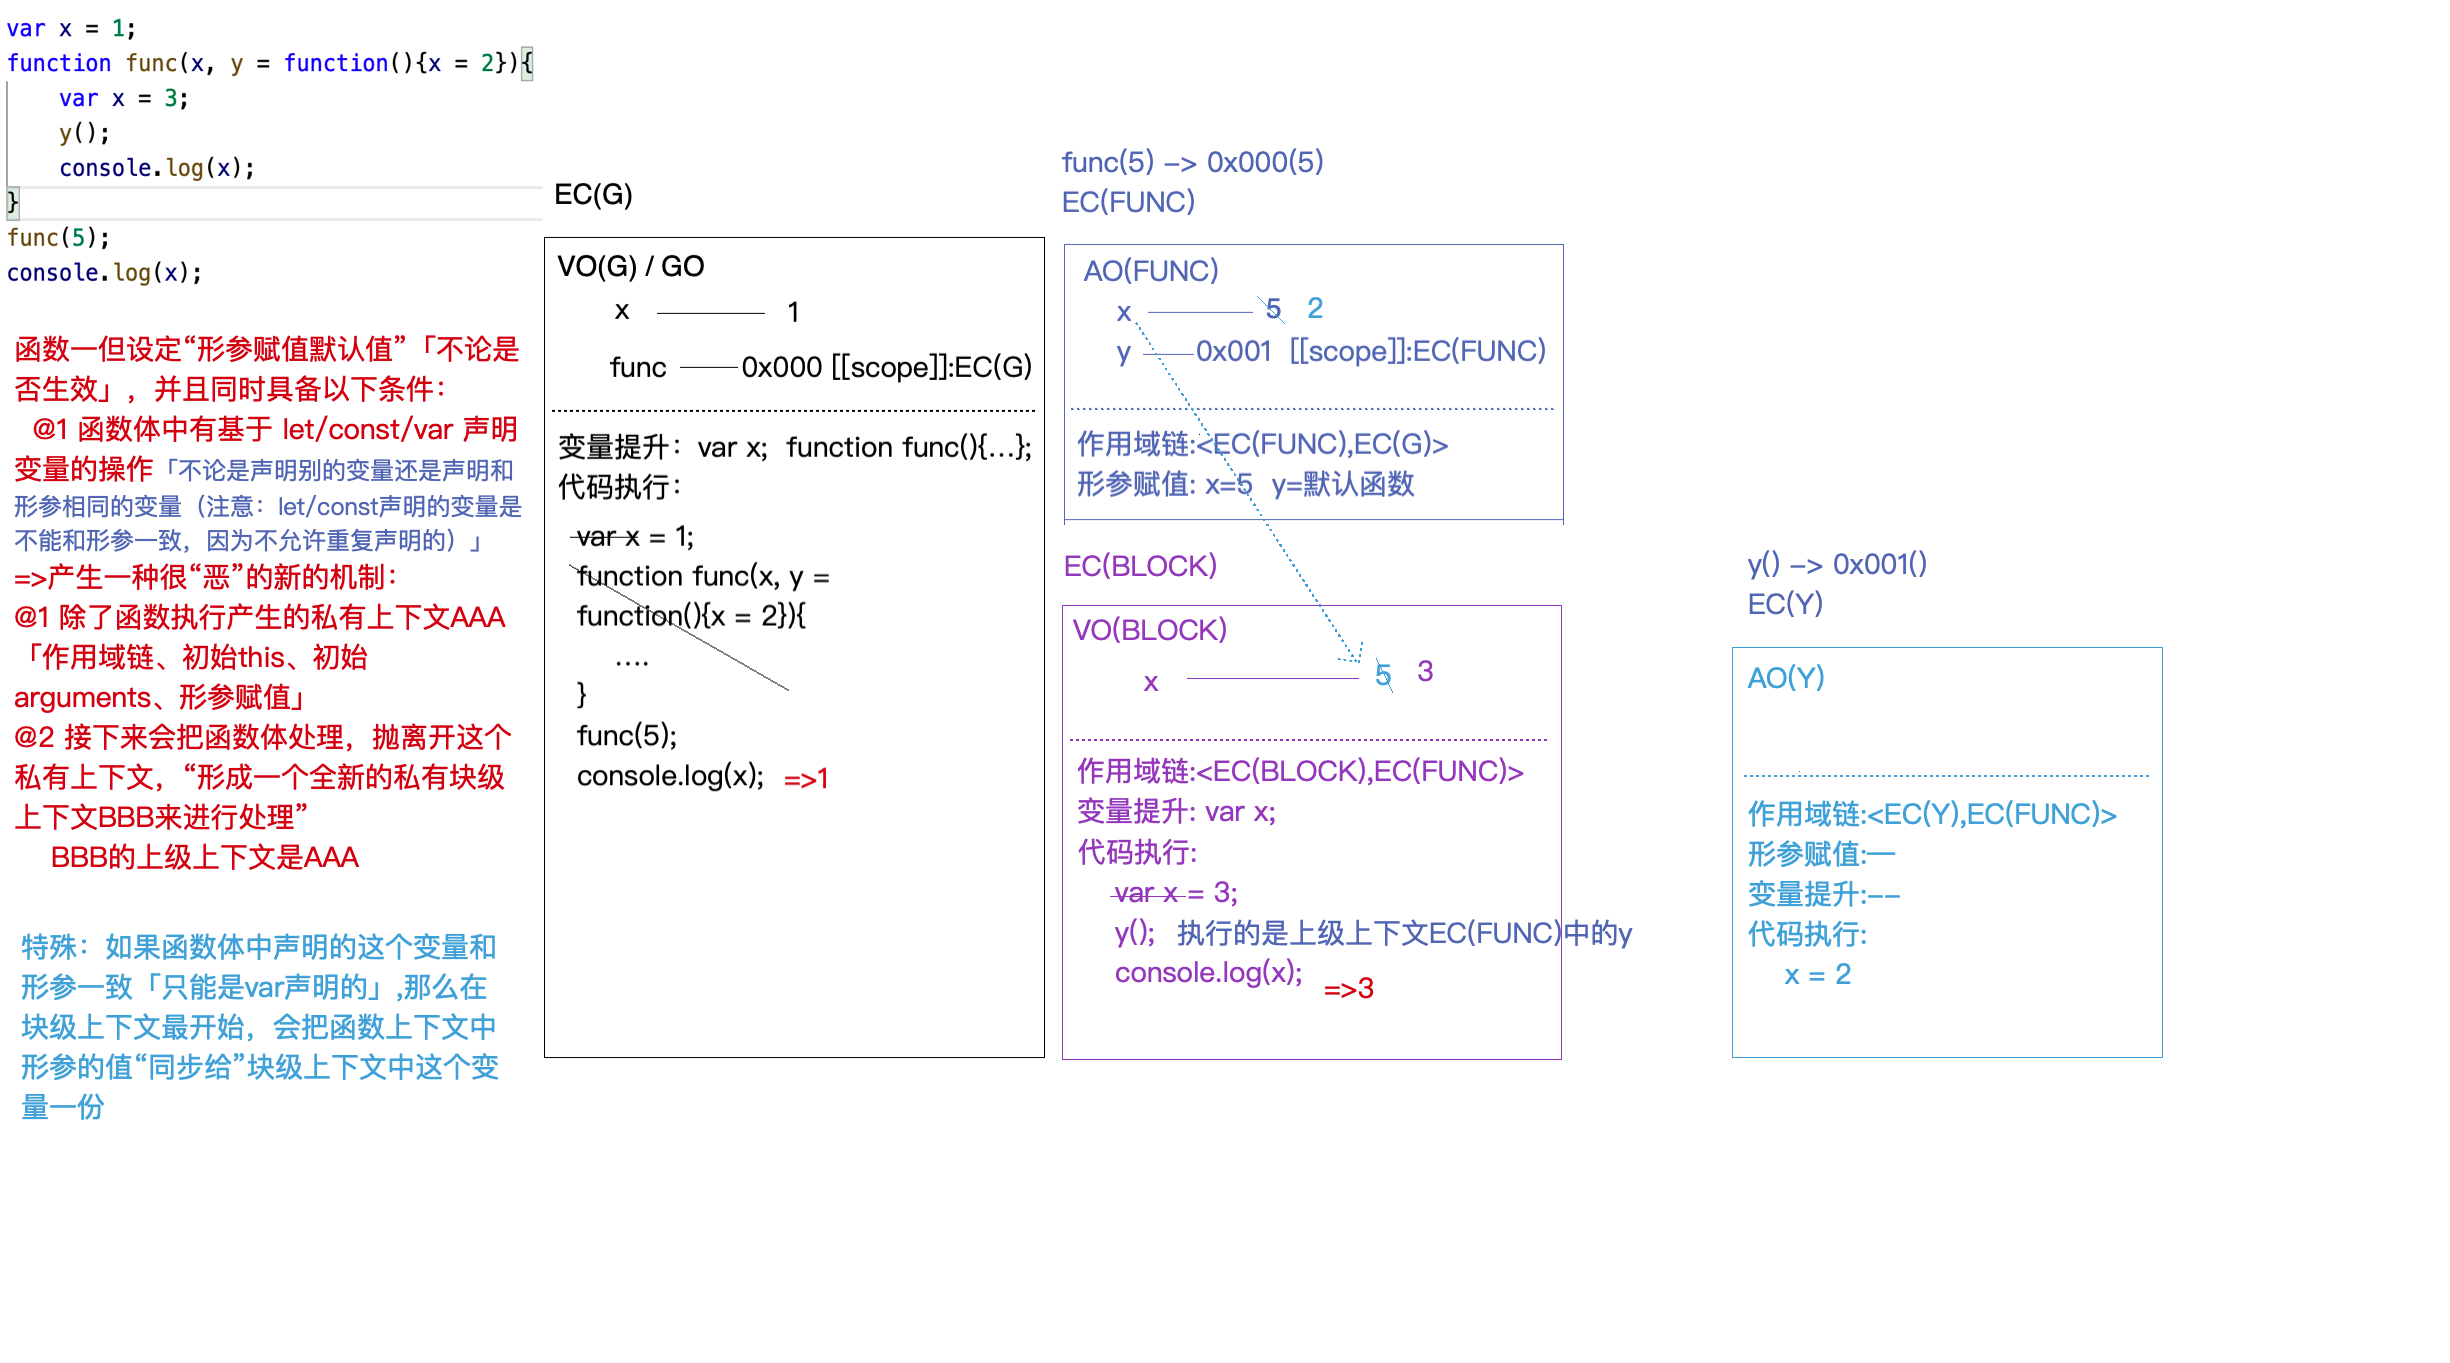 var x = 1;
function func(x, y = function(){x = 2}){
var x = 3;
y();
console.log(x);
}
func(5);
console.log(x);
函数一但设定“形参赋值默认值”「不论是
否生效」，并且同时具备以下条件：
@1 函数体中有基于 let/const/var 声明
变量的操作「不论是声明别的变量还是声明和
形参相同的变量（注意：let/const声明的变量是
不能和形参一致，因为不允许重复声明的）」
=>产生一种很“恶”的新的机制：
@1 除了函数执行产生的私有上下文AAA
「作用域链、初始this、初始
arguments、形参赋值」
@2 接下来会把函数体处理，抛离开这个
私有上下文，“形成一个全新的私有块级
上下文BBB来进行处理”
BBB的上级上下文是AAA
特殊：如果函数体中声明的这个变量和
形参一致「只能是var声明的」,那么在
块级上下文最开始，会把函数上下文中
形参的值“同步给”块级上下文中这个变
量一份
EC(G)
VO(G) / GO
x 1
func 0x000 [[scope]]:EC(G)
变量提升：var x; function func(){...};
代码执行：
var x = 1;
function func(x, y =
function(){x = 2}){
....
}
func(5);
console.log(x); =>1
func(5) -> 0x000(5)
EC(FUNC)
AO(FUNC)
x 5 2
y 0x001 [[scope]]:EC(FUNC)
作用域链:<EC(FUNC),EC(G)>
形参赋值: x=5 y=默认函数
EC(BLOCK)
VO(BLOCK)
x 5 3
作用域链:<EC(BLOCK),EC(FUNC)>
变量提升: var x;
代码执行:
var x = 3;
y(); 执行的是上级上下文EC(FUNC)中的y
console.log(x); =>3
y() -> 0x001()
EC(Y)
AO(Y)
作用域链:<EC(Y),EC(FUNC)>
形参赋值:—
变量提升:--
代码执行:
x = 2